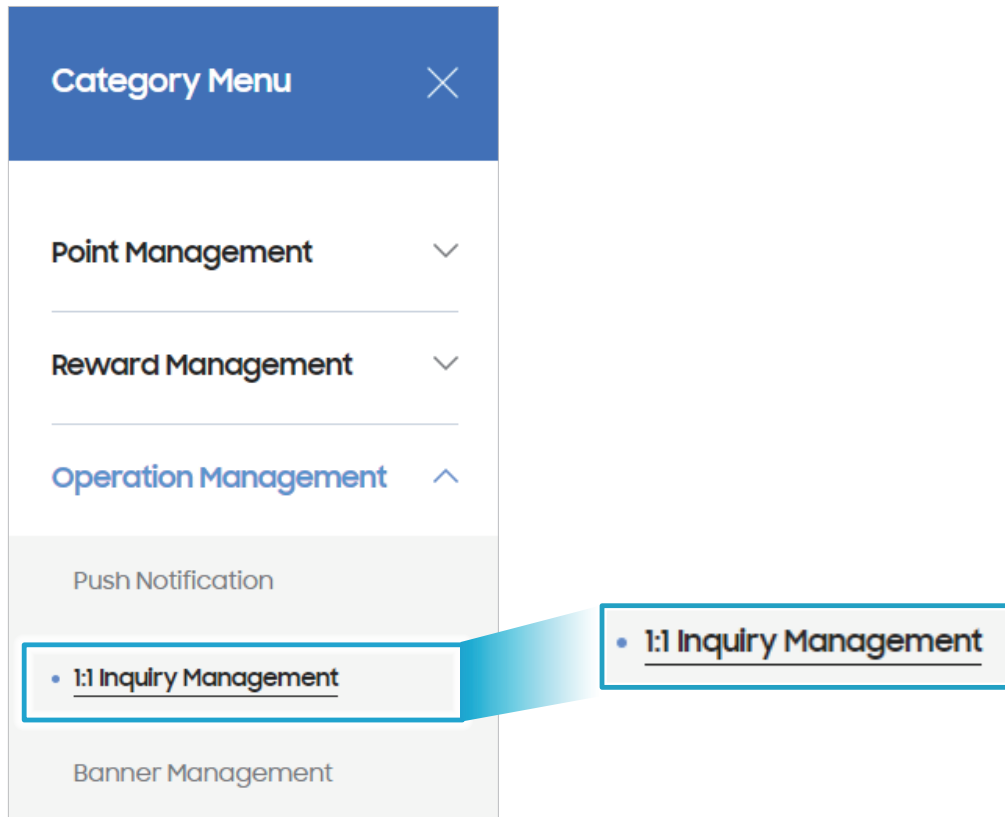 Category Menu
Point Management
Reward Management
Operation Management
Push Notification
1:1 Inquiry Management
1:1 Inquiry Management
Banner Management